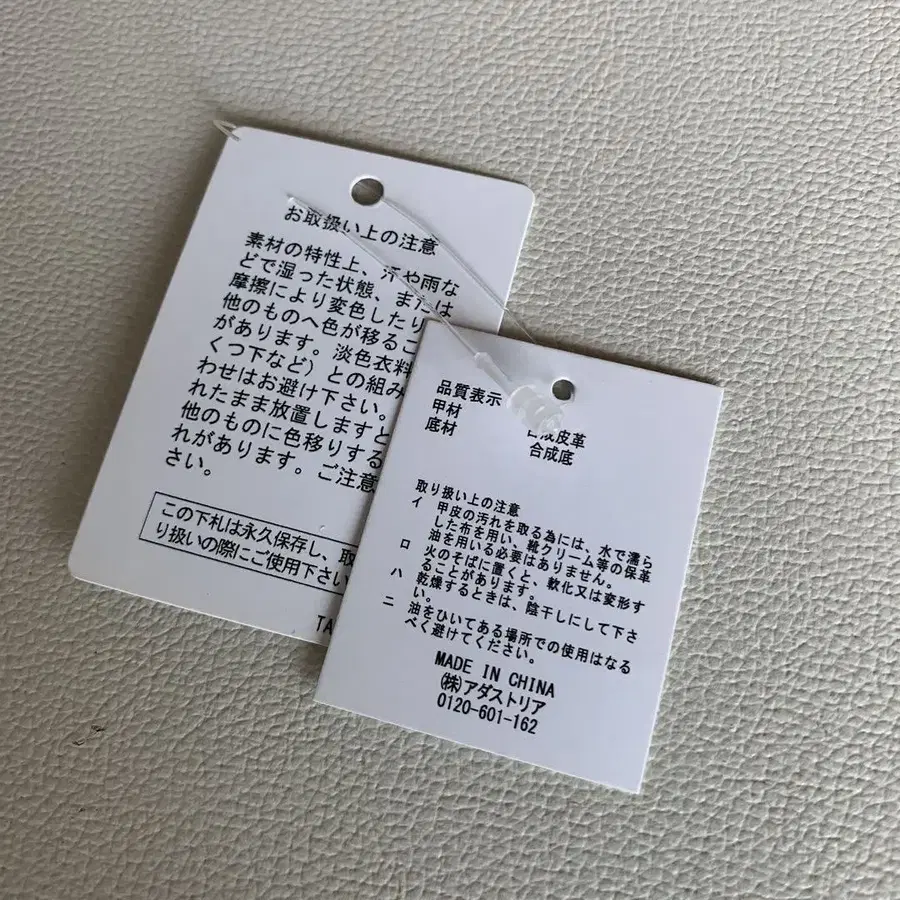 お取扱い上の注意
素材の特性上、汗や雨な
どで湿った状態、または
摩擦により変色したり
他のものへ色が移るこ
があります。淡色衣料
くつ下など）との組み
わせはお避け下さい。
れたまま放置しますと
他のものに色移りする
れがあります。ご注意
さい。
この下札は永久保存し、取
り扱いの際にご使用下さい
TA
品質表示
甲材 合成皮革
底材 合成底
取り扱い上の注意
イ 甲皮の汚れを取る為には、水で濡ら
した布を用い、靴クリーム等の保革
油を用いる必要はありません。
ロ 火のそばに置くと、軟化又は変形す
ることがあります。
ハ 乾燥するときは、陰干しにして下さ
い。
ニ 油をひいてある場所での使用はなる
べく避けてください。
MADE IN CHINA
㈱アダストリア
0120-601-162